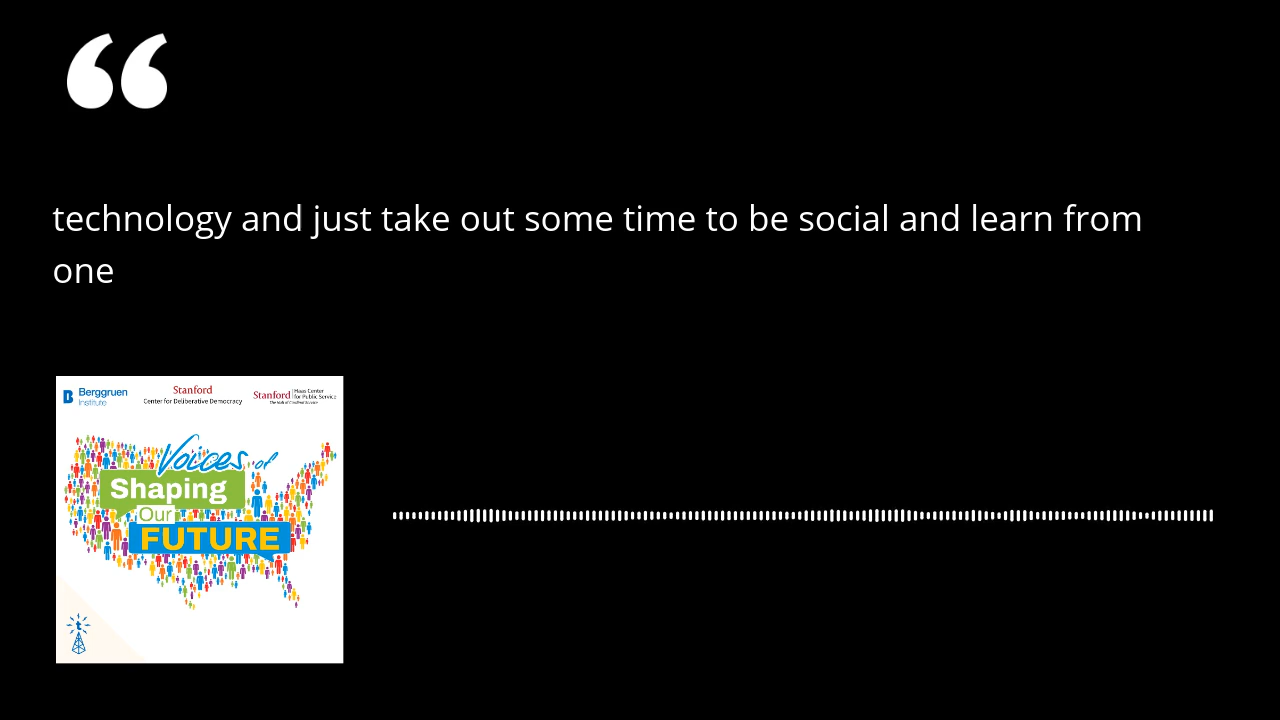 “
technology and just take out some time to be social and learn from
one
Berggruen
Institute
Stanford
Center for Deliberative Democracy
Stanford
Haas Center
for Public Service
Voices of
Shaping
Our
FUTURE
t